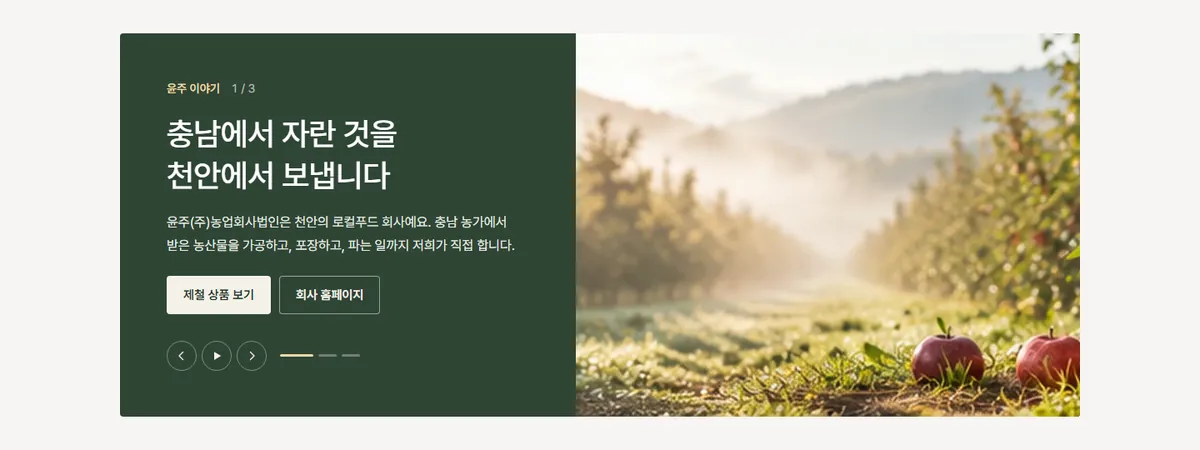 윤주 이야기 1 / 3
충남에서 자란 것을
천안에서 보냅니다
윤주(주)농업회사법인은 천안의 로컬푸드 회사예요. 충남 농가에서
받은 농산물을 가공하고, 포장하고, 파는 일까지 저희가 직접 합니다.
제철 상품 보기
회사 홈페이지